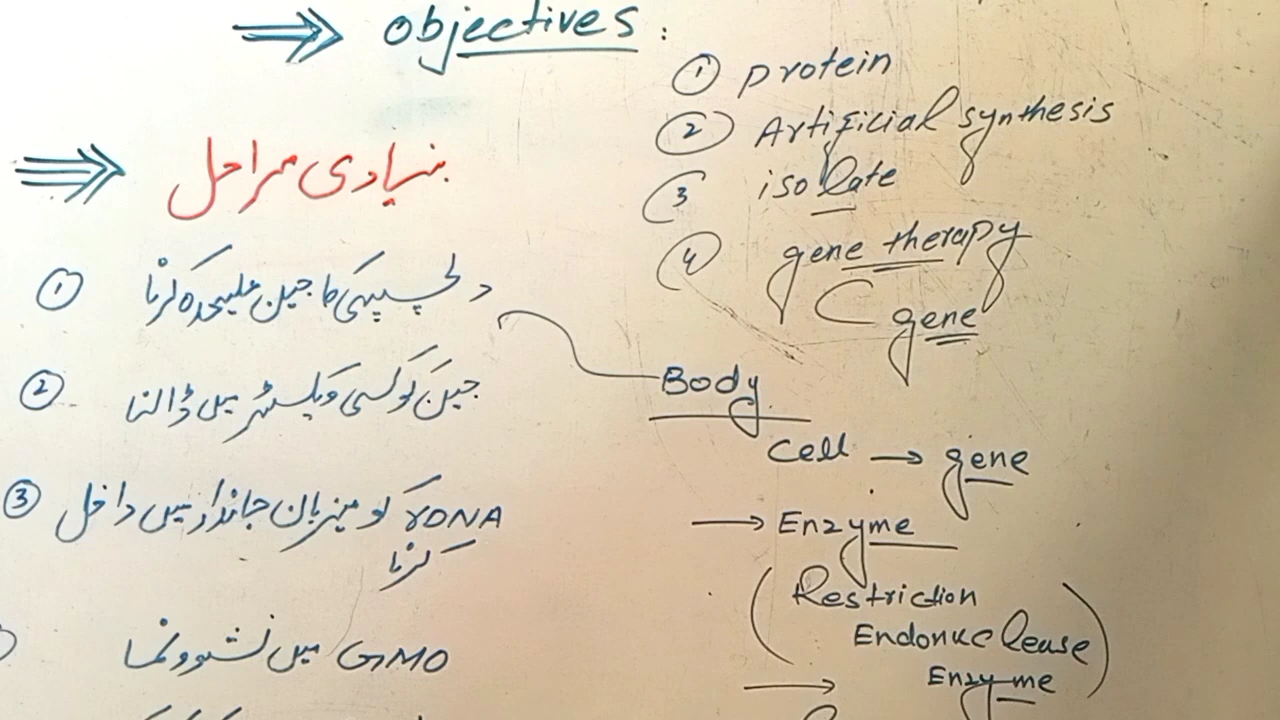 ⇒ objectives :
① protein
② Artificial synthesis
③ isolate
④ gene therapy
gene
⇒ بنیادی مراحل
① دلچسپی کا جین علیحدہ کرنا
② جین کو کسی ویکٹر میں ڈالنا
③ rDNA کو میزبان جاندار میں داخل
کرنا
GMO میں نشوونما
Body
Cell → gene
→ Enzyme
(Restriction
Endonuclease)
Enzyme
→